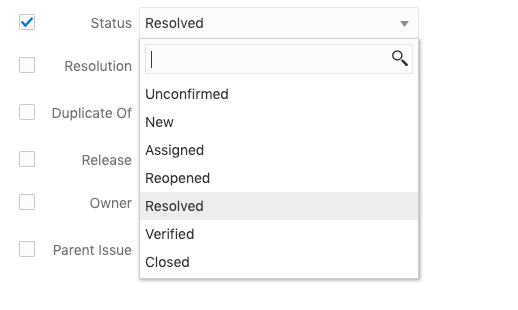 Status Resolved
Resolution
Unconfirmed
New
Duplicate Of
Assigned
Release
Reopened
Owner
Resolved
Verified
Parent Issue
Closed